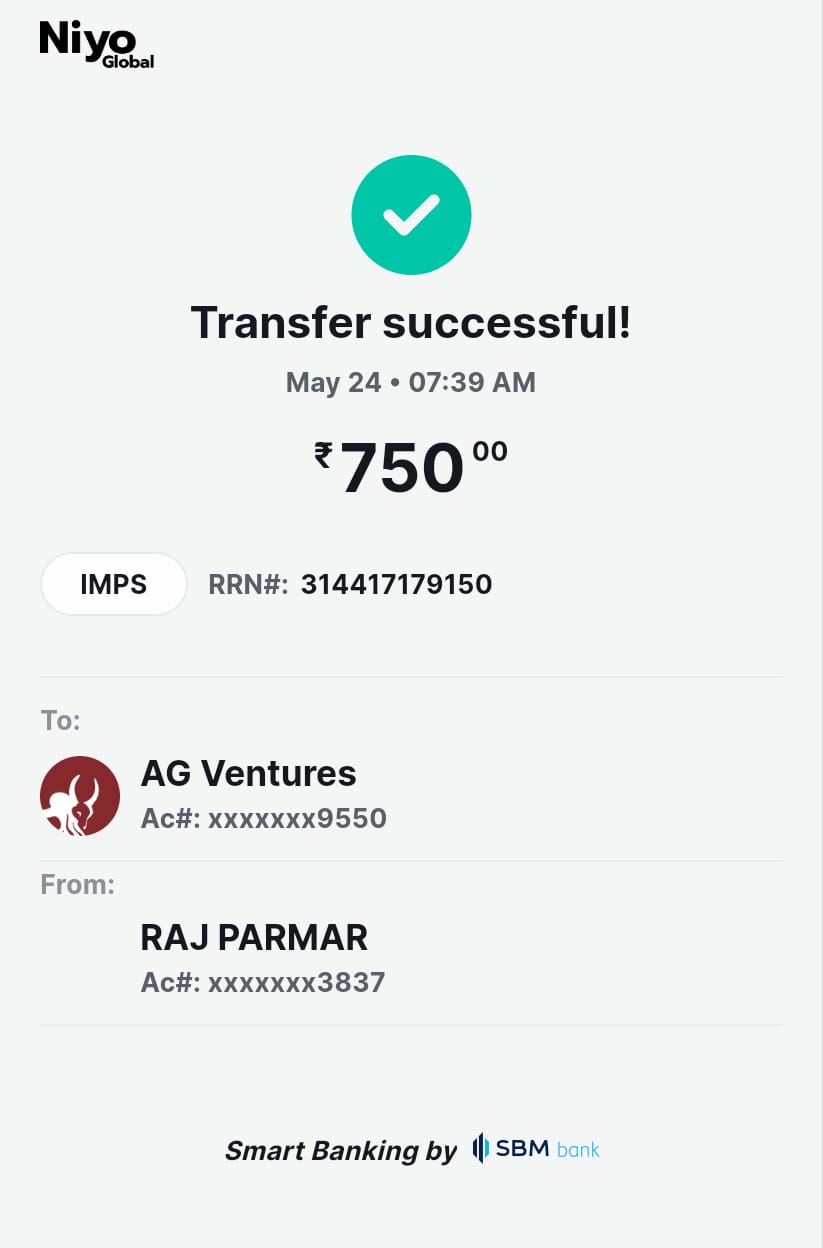 Niyo
Global
Transfer successful!
May 24 • 07:39 AM
₹750 00
IMPS RRN#: 314417179150
To:
AG Ventures
Ac#: xxxxxxx9550
From:
RAJ PARMAR
Ac#: xxxxxxx3837
Smart Banking by SBM bank